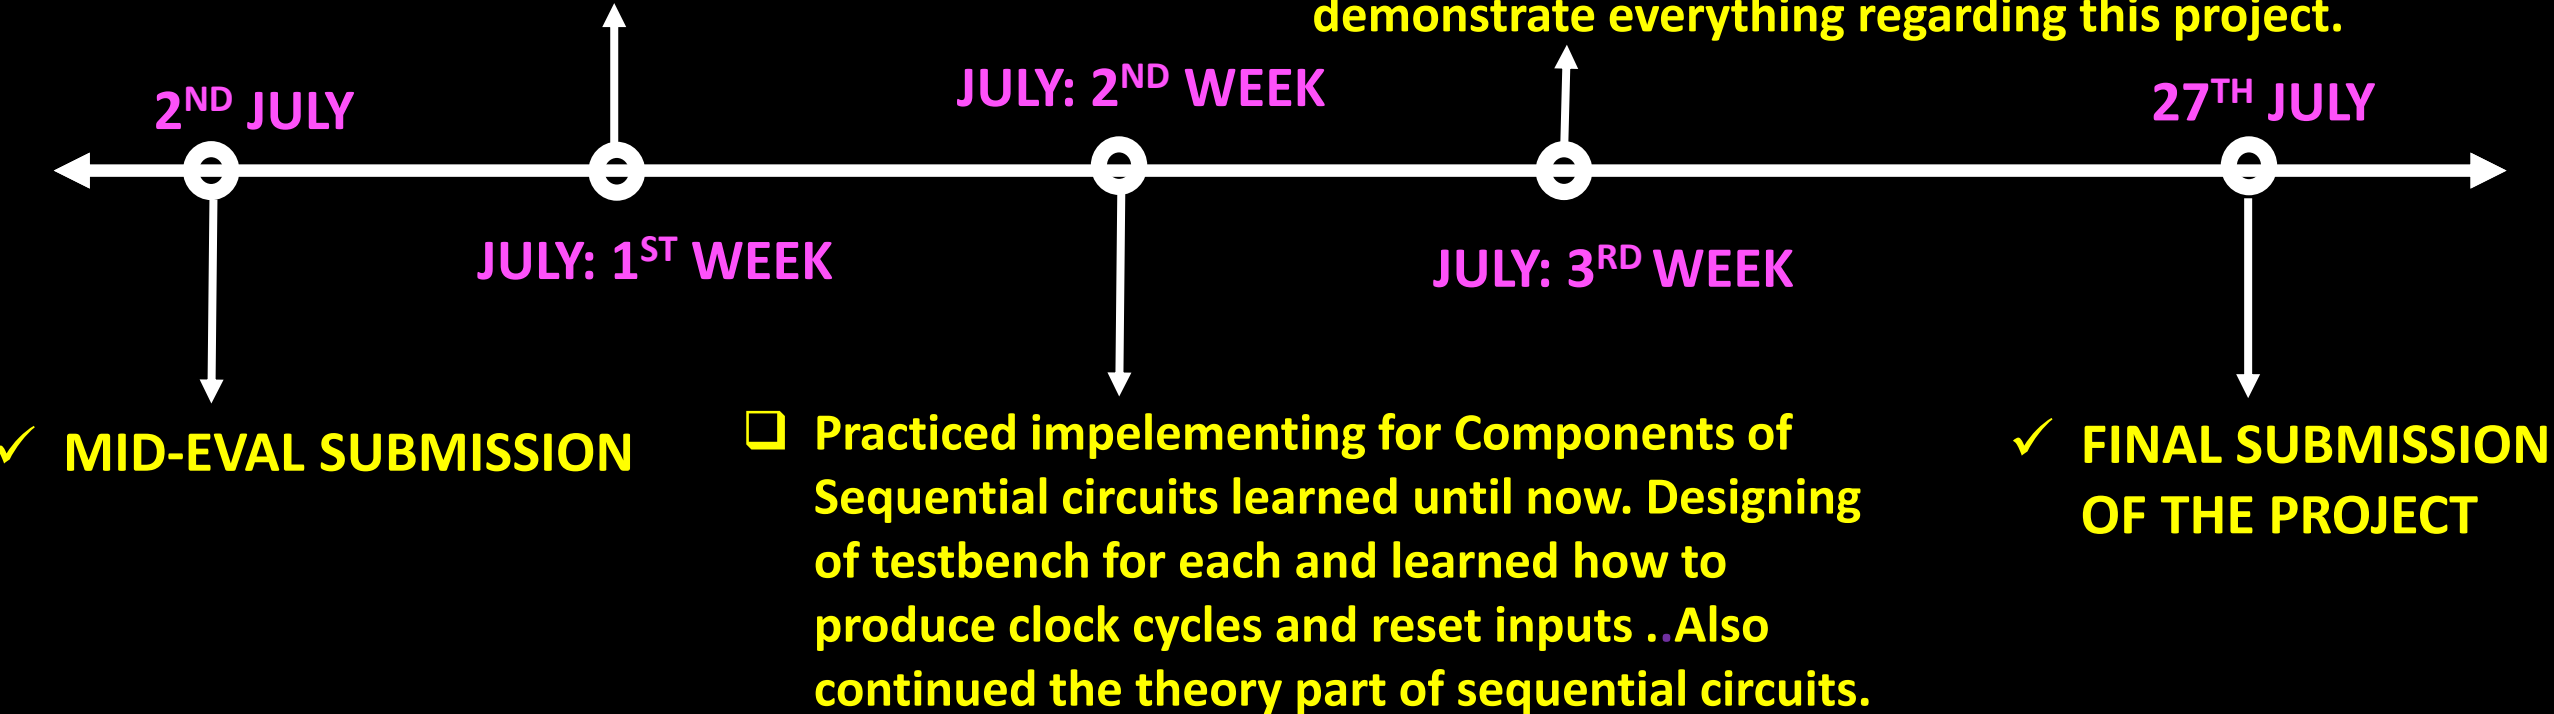 demonstrate everything regarding this project.
2ND JULY
JULY: 2ND WEEK
27TH JULY
JULY: 1ST WEEK
JULY: 3RD WEEK
MID-EVAL SUBMISSION
Practiced impelementing for Components of
Sequential circuits learned until now. Designing
of testbench for each and learned how to
produce clock cycles and reset inputs ..Also
continued the theory part of sequential circuits.
FINAL SUBMISSION
OF THE PROJECT